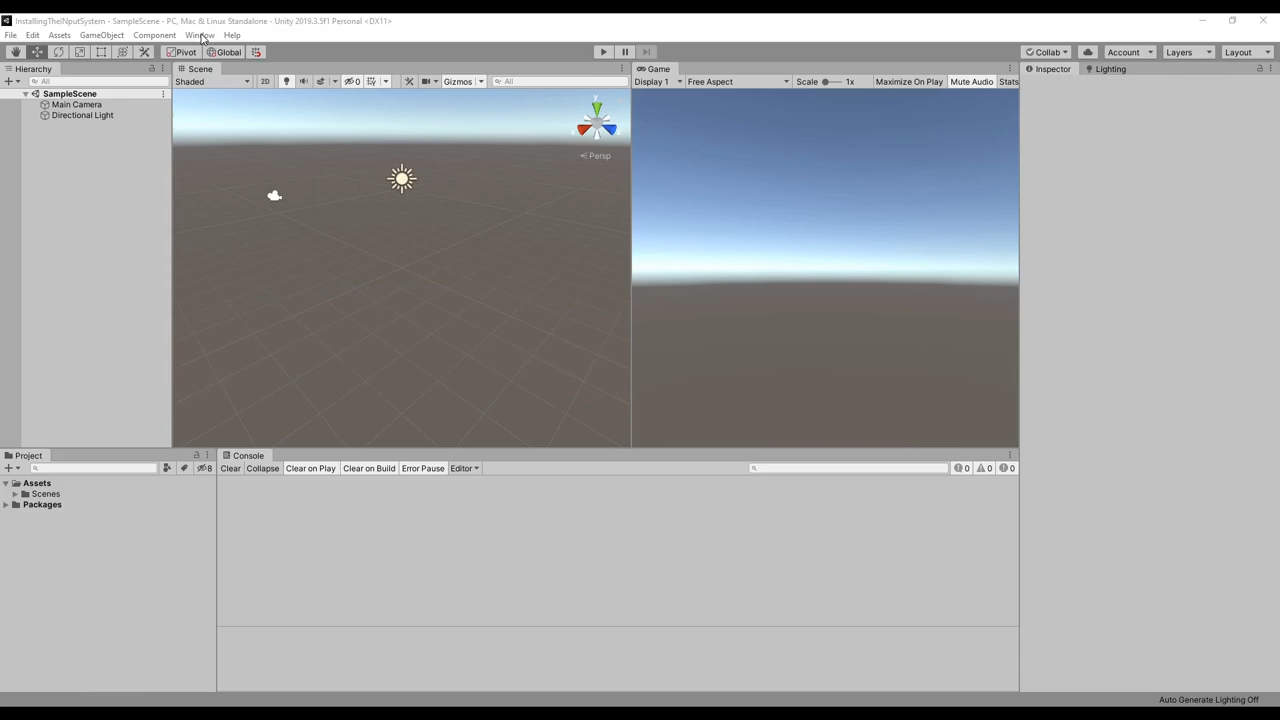 InstallingTheINputSystem - SampleScene - PC, Mac & Linux Standalone - Unity 2019.3.5f1 Personal <DX11>
File Edit Assets GameObject Component Window Help
Pivot Global Collab Account Layers Layout
Hierarchy
All
SampleScene
Main Camera
Directional Light
Scene
Shaded 2D 0 Gizmos All
y
Persp
Game
Display 1 Free Aspect Scale 1x Maximize On Play Mute Audio Stats
Inspector Lighting
Project
8
Assets
Scenes
Packages
Console
Clear Collapse Clear on Play Clear on Build Error Pause Editor 0 0 0
Auto Generate Lighting Off